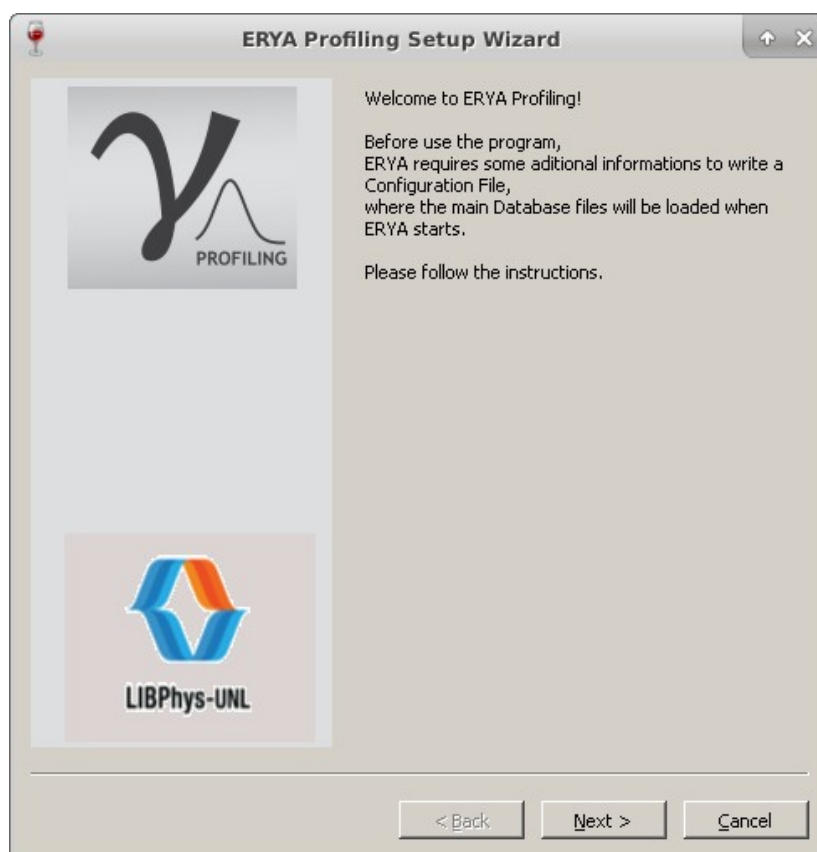 ERYA Profiling Setup Wizard
Welcome to ERYA Profiling!
Before use the program,
ERYA requires some aditional informations to write a
Configuration File,
where the main Database files will be loaded when
ERYA starts.
Please follow the instructions.
γ
PROFILING
LIBPhys-UNL
< Back
Next >
Cancel